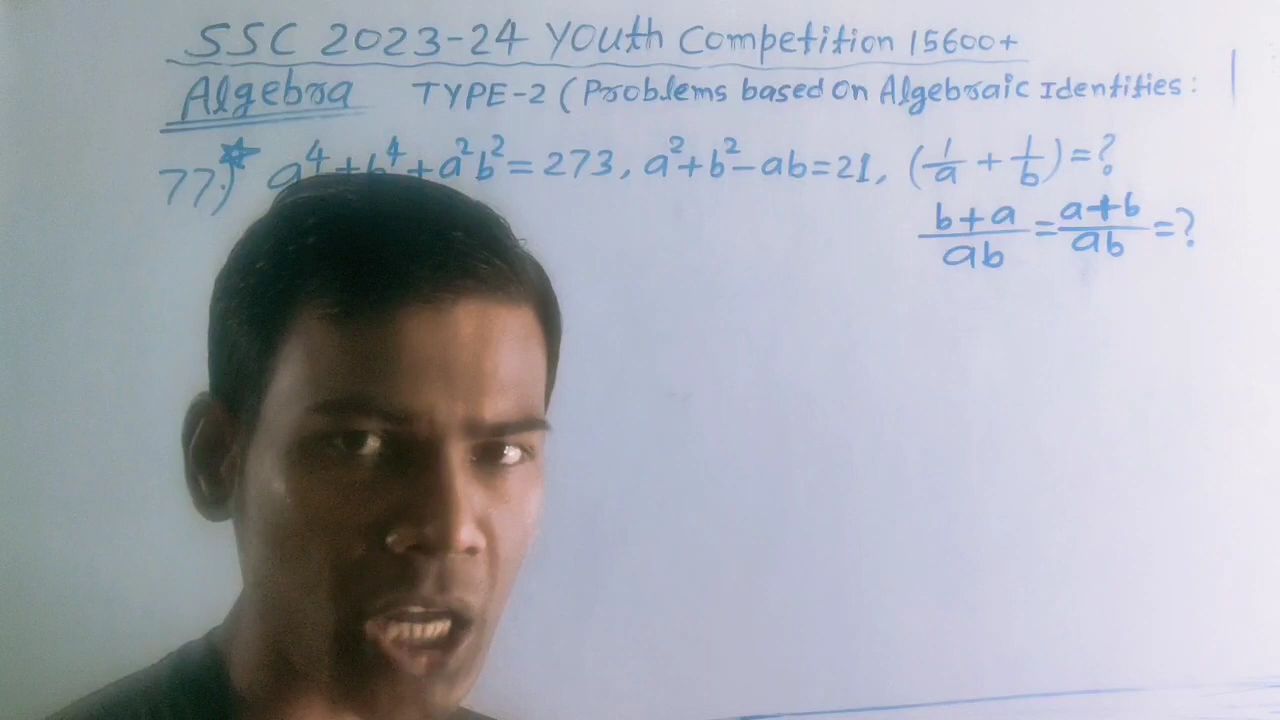 SSC 2023-24 Youth Competition 15600+
Algebra TYPE-2 (Problems based on Algebraic Identities:
77.) a⁴+b⁴+a²b²=273, a²+b²-ab=21, (1/a + 1/b)=?
b+a/ab = a+b/ab =?